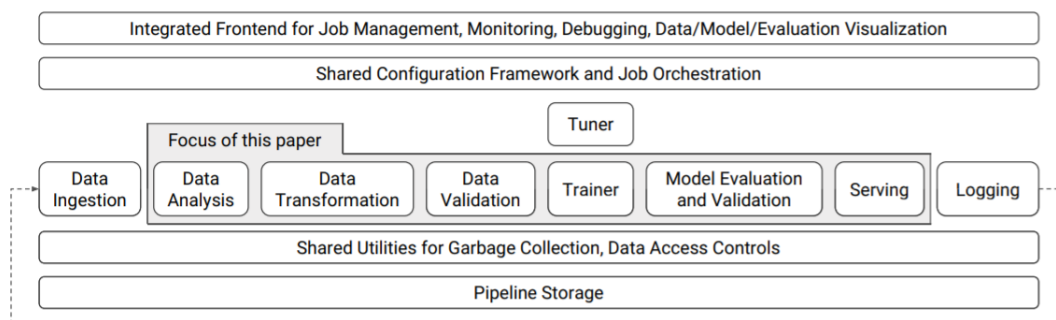 Integrated Frontend for Job Management, Monitoring, Debugging, Data/Model/Evaluation Visualization
Shared Configuration Framework and Job Orchestration
Tuner
Focus of this paper
Data
Ingestion
Data
Analysis
Data
Transformation
Data
Validation
Trainer
Model Evaluation
and Validation
Serving
Logging
Shared Utilities for Garbage Collection, Data Access Controls
Pipeline Storage